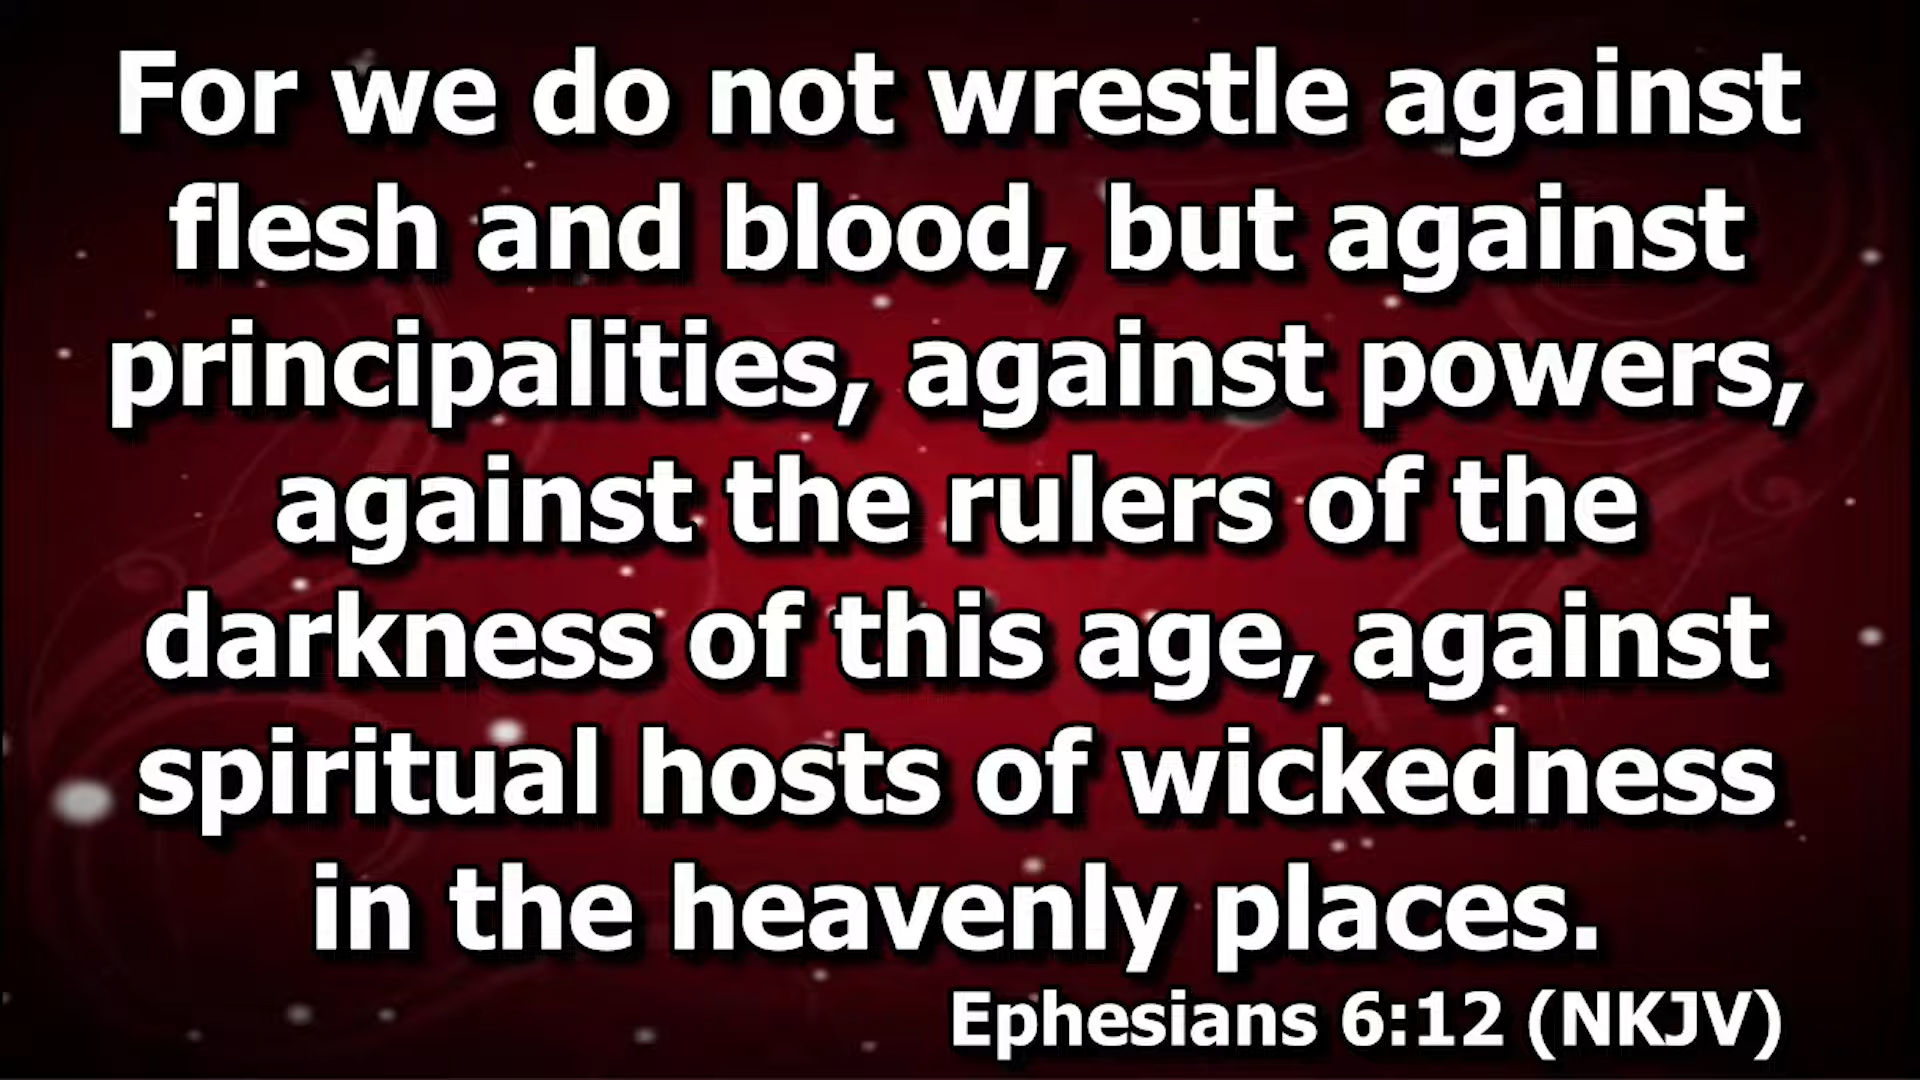 For we do not wrestle against
flesh and blood, but against
principalities, against powers,
against the rulers of the
darkness of this age, against
spiritual hosts of wickedness
in the heavenly places.
Ephesians 6:12 (NKJV)